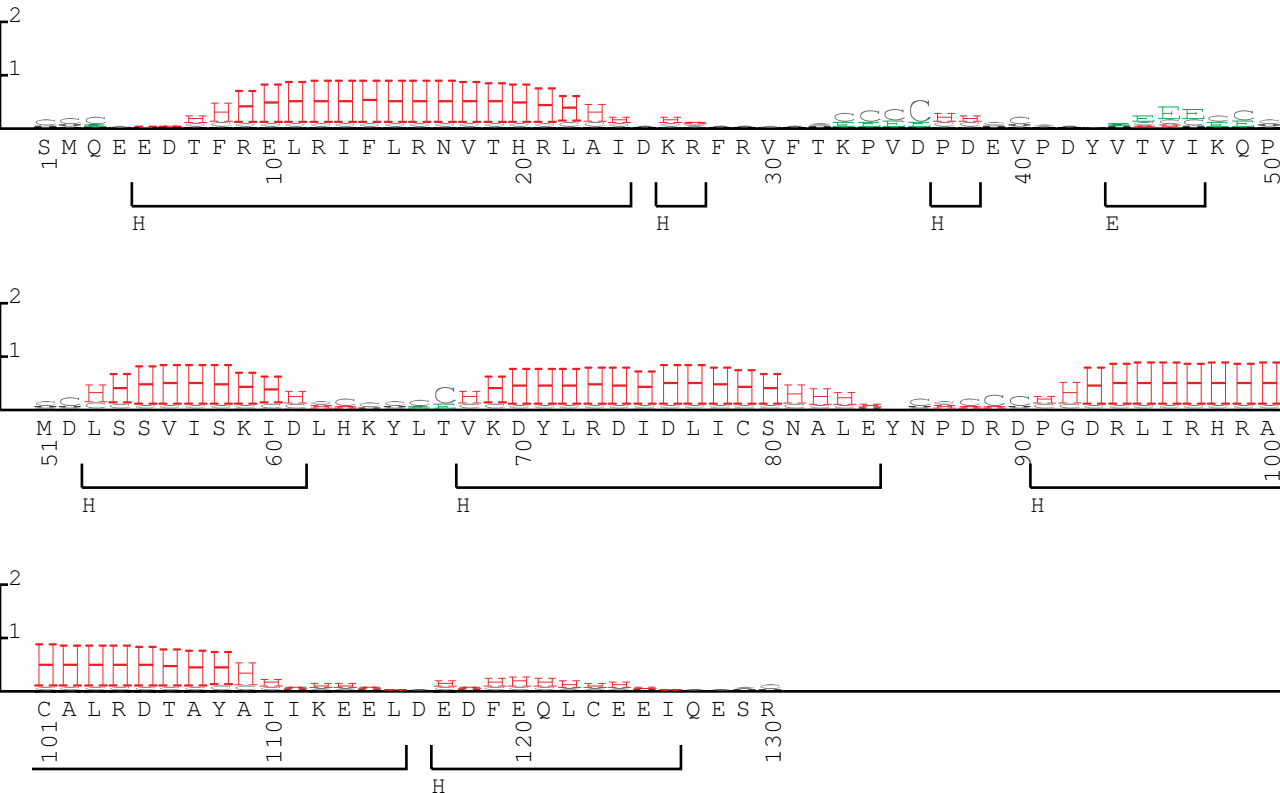 2
1
S M Q E E D T F R E L R I F L R N V T H R L A I D K R F R V F T K P V D P D E V P D Y V T V I K Q P
1 10 20 30 40 50
H H H E
2
1
M D L S S V I S K I D L H K Y L T V K D Y L R D I D L I C S N A L E Y N P D R D P G D R L I R H R A
51 60 70 80 90 100
H H H
2
1
C A L R D T A Y A I I K E E L D E D F E Q L C E E I Q E S R
101 110 120 130
H